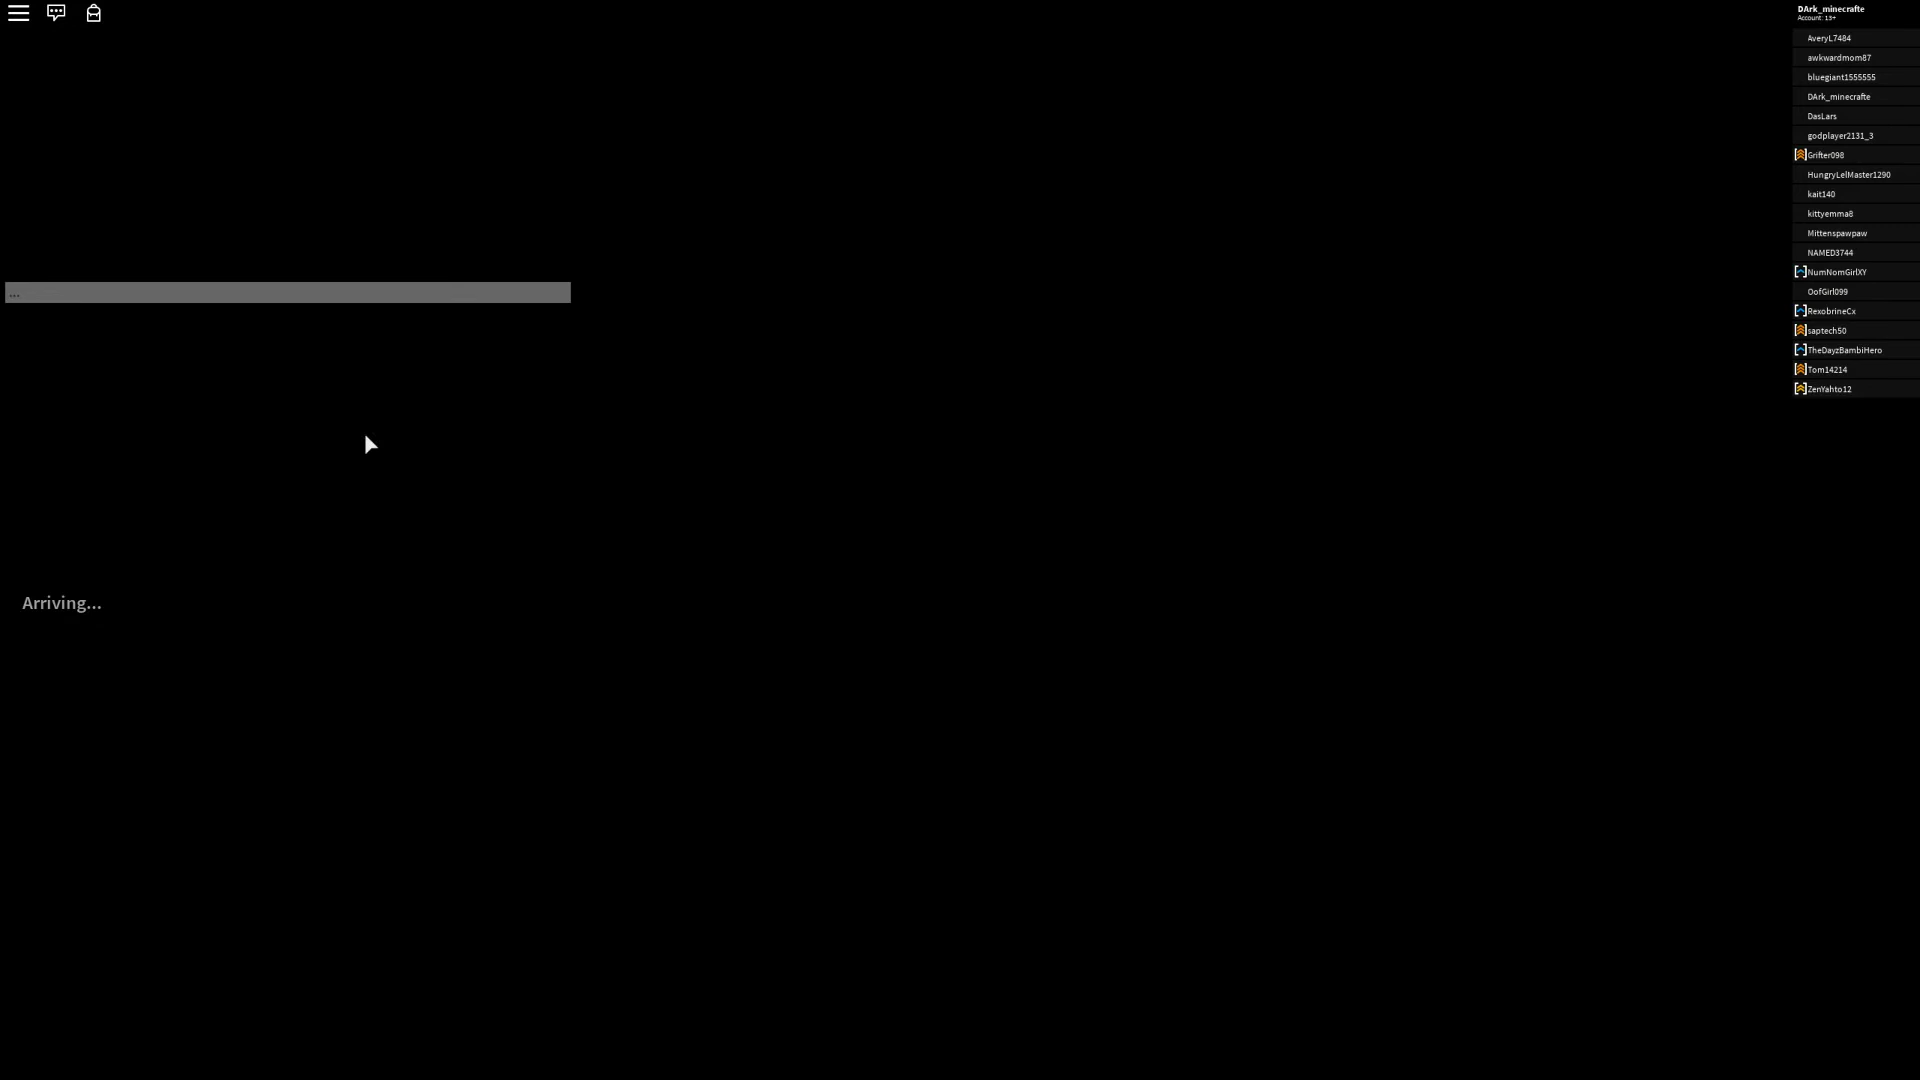 DArk_minecrafte
Account: 13+
AveryL7484
awkwardmom87
bluegiant1555555
DArk_minecrafte
DasLars
godplayer2131_3
Grifter098
HungryLelMaster1290
kait140
kittyemma8
Mittenspawpaw
NAMED3744
NumNomGirlXY
OofGirl099
RexobrineCx
saptech50
TheDayzBambiHero
Tom14214
ZenYahto12
...
Arriving...